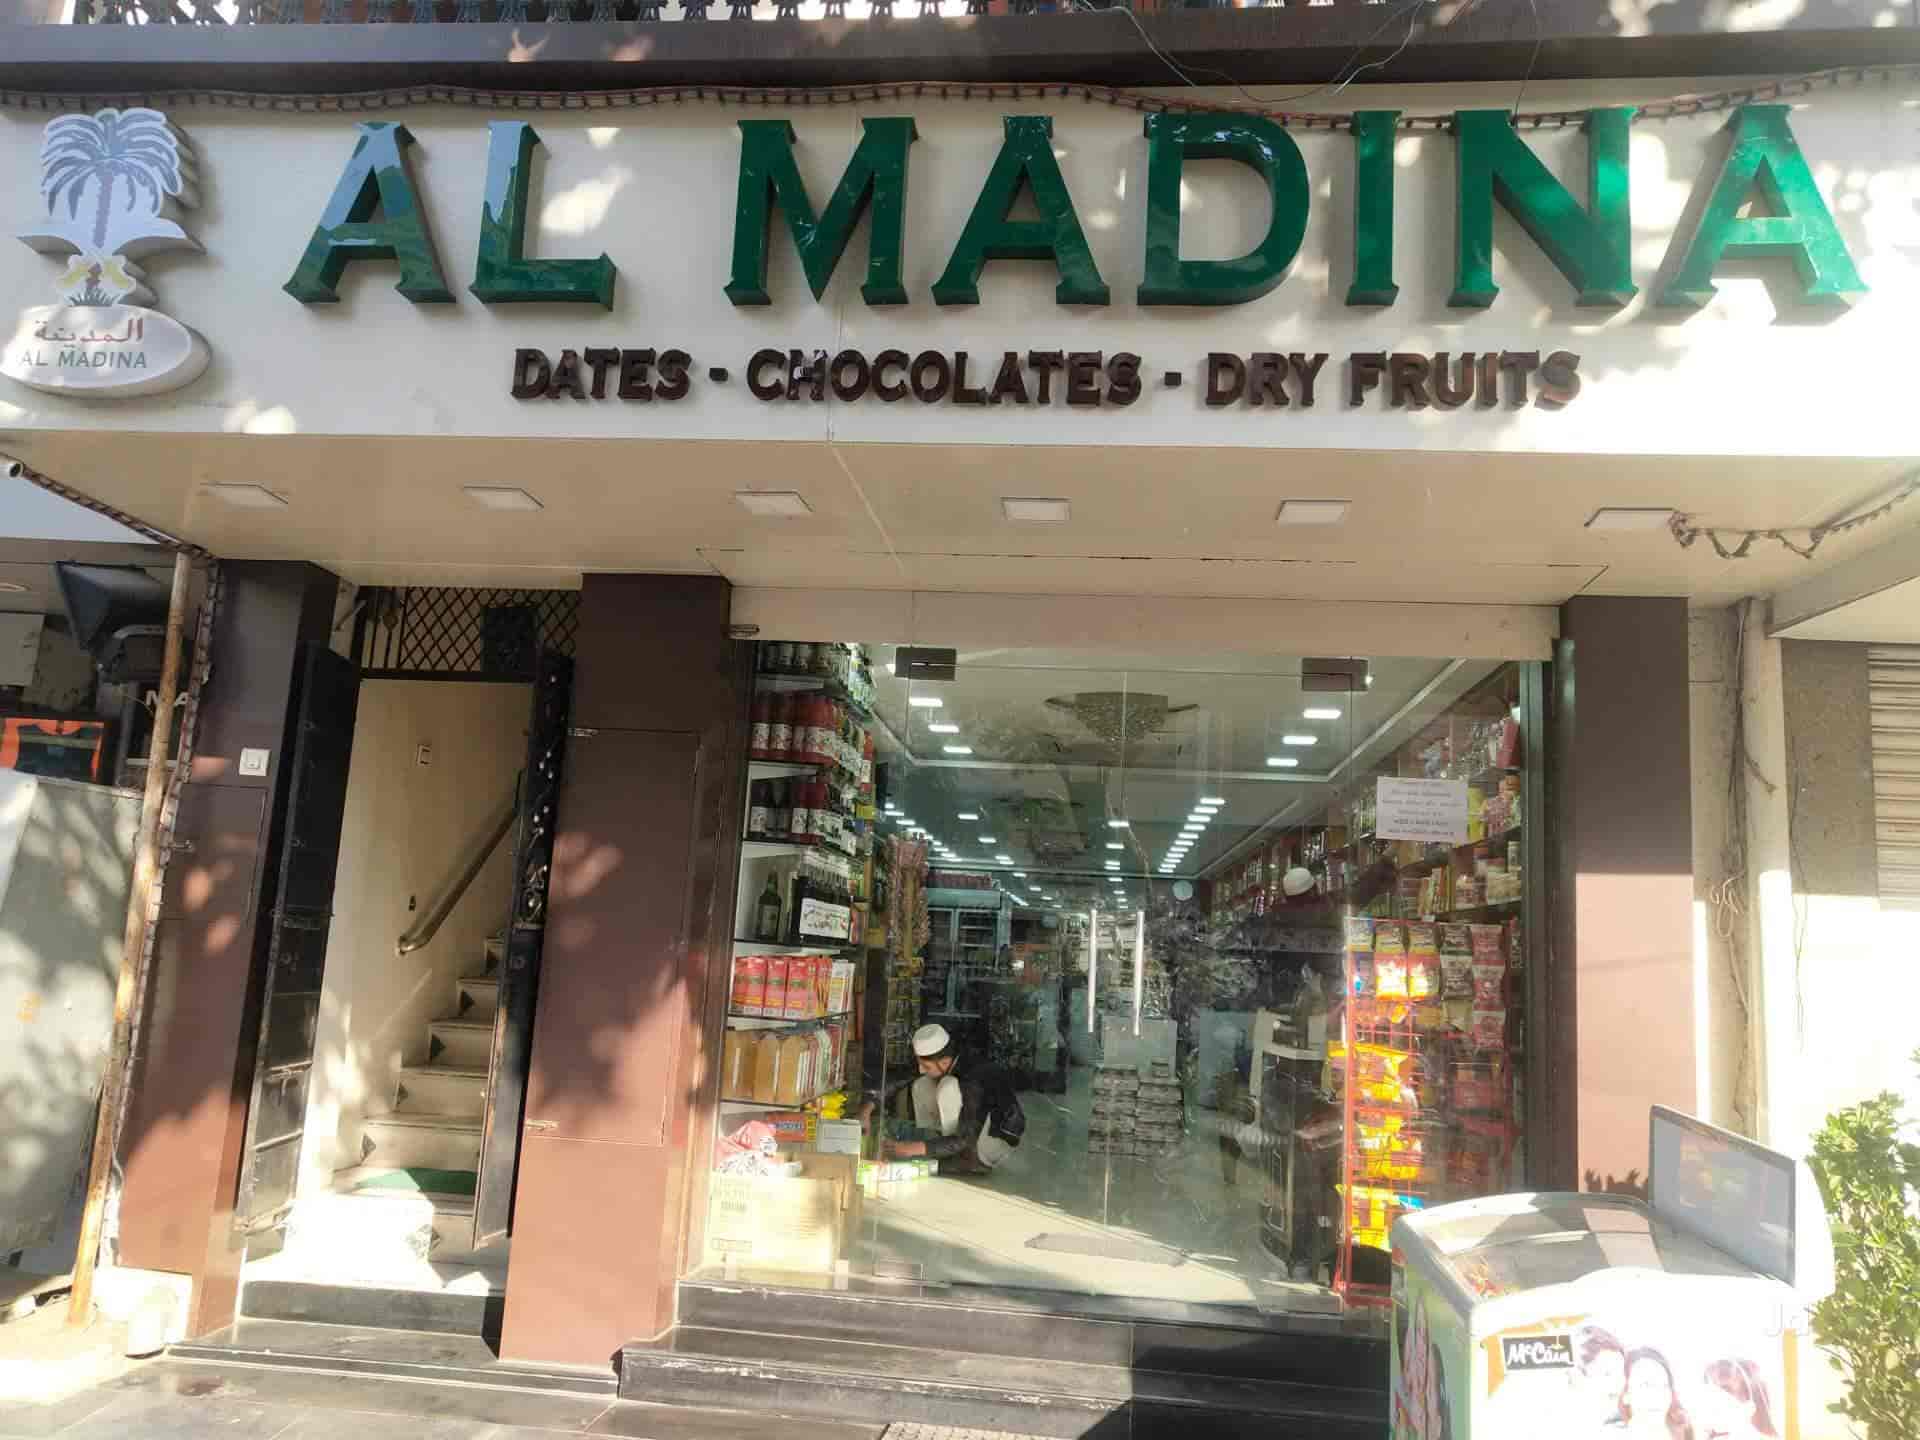 AL MADINA
المدينة
AL MADINA
DATES - CHOCOLATES - DRY FRUITS
McCain